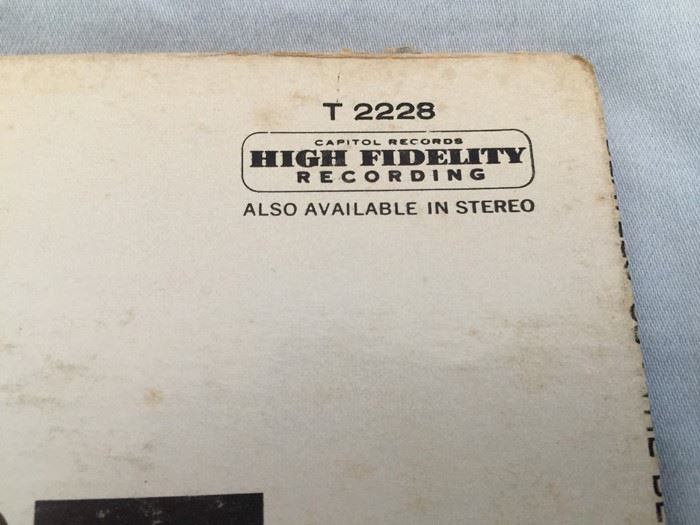 T 2228
CAPITOL RECORDS
HIGH FIDELITY
RECORDING
ALSO AVAILABLE IN STEREO